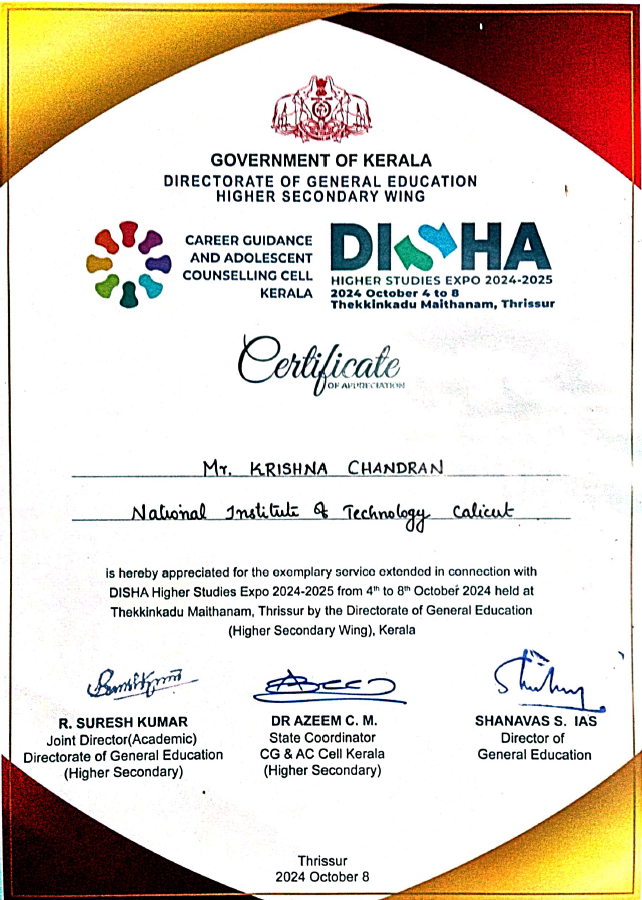 GOVERNMENT OF KERALA
DIRECTORATE OF GENERAL EDUCATION
HIGHER SECONDARY WING
CAREER GUIDANCE
AND ADOLESCENT
COUNSELLING CELL
KERALA
DISHA
HIGHER STUDIES EXPO 2024-2025
2024 October 4 to 8
Thekkinkadu Maithanam, Thrissur
Certificate
OF APPRECIATION
Mr. KRISHNA CHANDRAN
National Institute of Technology Calicut
is hereby appreciated for the exemplary service extended in connection with
DISHA Higher Studies Expo 2024-2025 from 4th to 8th October 2024 held at
Thekkinkadu Maithanam, Thrissur by the Directorate of General Education
(Higher Secondary Wing), Kerala
R. SURESH KUMAR
Joint Director(Academic)
Directorate of General Education
(Higher Secondary)
DR AZEEM C. M.
State Coordinator
CG & AC Cell Kerala
(Higher Secondary)
SHANAVAS S. IAS
Director of
General Education
Thrissur
2024 October 8